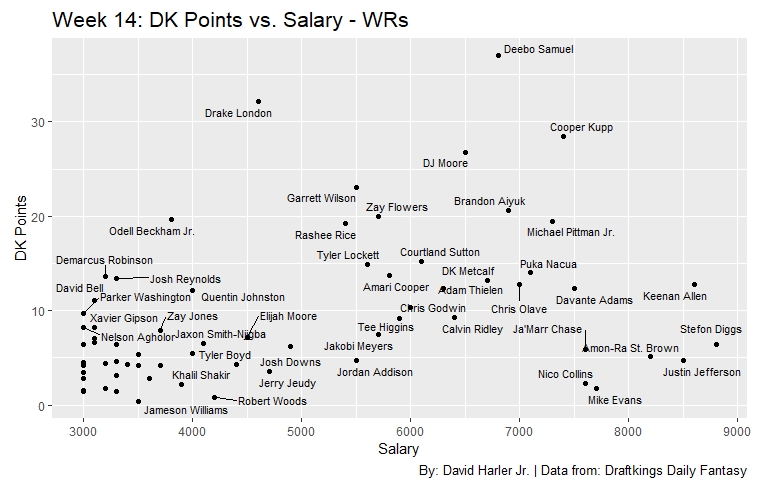 Week 14: DK Points vs. Salary - WRs
Deebo Samuel
Drake London
Cooper Kupp
DJ Moore
Garrett Wilson
Zay Flowers
Brandon Aiyuk
Odell Beckham Jr.
Rashee Rice
Michael Pittman Jr.
Tyler Lockett
Courtland Sutton
Demarcus Robinson
Josh Reynolds
DK Metcalf
Puka Nacua
David Bell
Parker Washington
Quentin Johnston
Amari Cooper
Adam Thielen
Davante Adams
Keenan Allen
Chris Godwin
Chris Olave
Xavier Gipson
Zay Jones
Elijah Moore
Nelson Agholor
Jaxon Smith-Njigba
Tee Higgins
Calvin Ridley
Ja'Marr Chase
Stefon Diggs
Jakobi Meyers
Amon-Ra St. Brown
Tyler Boyd
Josh Downs
Jordan Addison
Justin Jefferson
Khalil Shakir
Jerry Jeudy
Nico Collins
Jameson Williams
Robert Woods
Mike Evans
DK Points
30
20
10
0
3000
4000
5000
6000
7000
8000
9000
Salary
By: David Harler Jr. | Data from: Draftkings Daily Fantasy